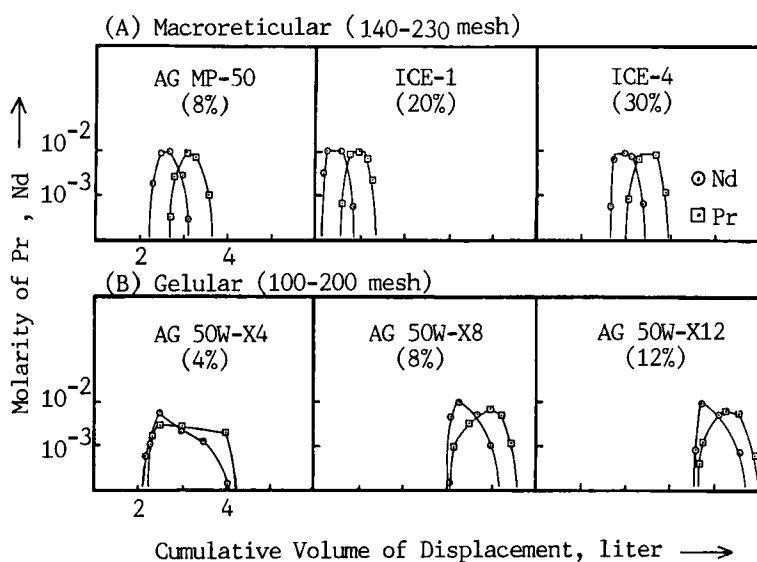 (A) Macroreticular (140-230 mesh)
AG MP-50 ICE-1 ICE-4
(8%) (20%) (30%)
10-2
10-3
Nd
Pr
2 4
(B) Gelular (100-200 mesh)
AG 50W-X4 AG 50W-X8 AG 50W-X12
(4%) (8%) (12%)
10-2
10-3
2 4
Molarity of Pr , Nd →
Cumulative Volume of Displacement, liter →